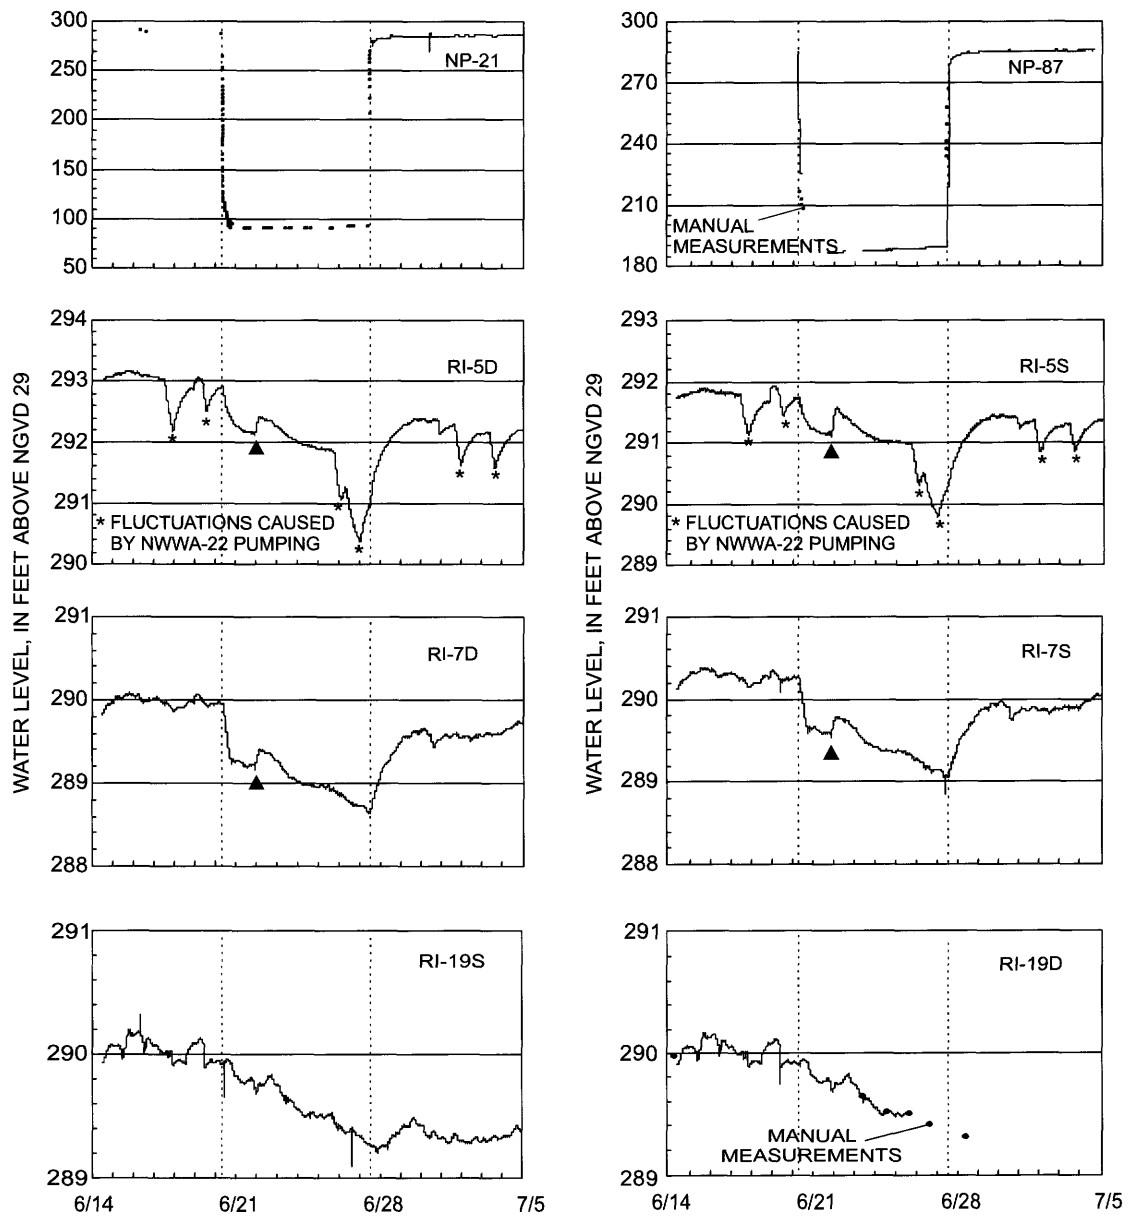 300
250
200
150
100
50
NP-21
300
270
240
210
180
NP-87
MANUAL
MEASUREMENTS
WATER LEVEL, IN FEET ABOVE NGVD 29
294
293
292
291
290
RI-5D
* * * * * *
* FLUCTUATIONS CAUSED
BY NWWA-22 PUMPING
WATER LEVEL, IN FEET ABOVE NGVD 29
293
292
291
290
289
RI-5S
* * * * * *
* FLUCTUATIONS CAUSED
BY NWWA-22 PUMPING
291
290
289
288
RI-7D
291
290
289
288
RI-7S
291
290
289
RI-19S
6/14 6/21 6/28 7/5
291
290
289
RI-19D
MANUAL
MEASUREMENTS
6/14 6/21 6/28 7/5